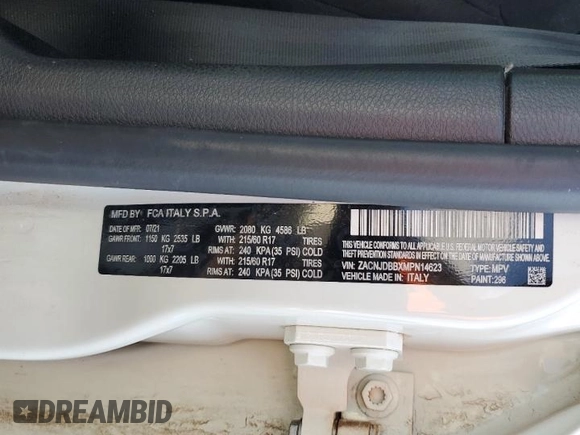 MFD BY: FCA ITALY S.P.A.
DATE OF MFR: 07/21 GVWR: 2080 KG 4586 LB
GAWR FRONT: 1150 KG 2535 LB WITH: 215/60 R17 TIRES
17x7 RIMS AT: 240 KPA (35 PSI) COLD
GAWR REAR: 1000 KG 2205 LB WITH: 215/60 R17 TIRES
17x7 RIMS AT: 240 KPA (35 PSI) COLD
THIS VEHICLE CONFORMS TO ALL APPLICABLE U.S.A. FEDERAL MOTOR
VEHICLE SAFETY, BUMPER, AND THEFT PREVENTION STANDARDS IN EFFECT
ON THE DATE OF MANUFACTURE SHOWN ABOVE.
VIN: ZACNJDBBXMPN14623 TYPE: MPV
VEHICLE MADE IN: ITALY PAINT: 296
DREAMBID